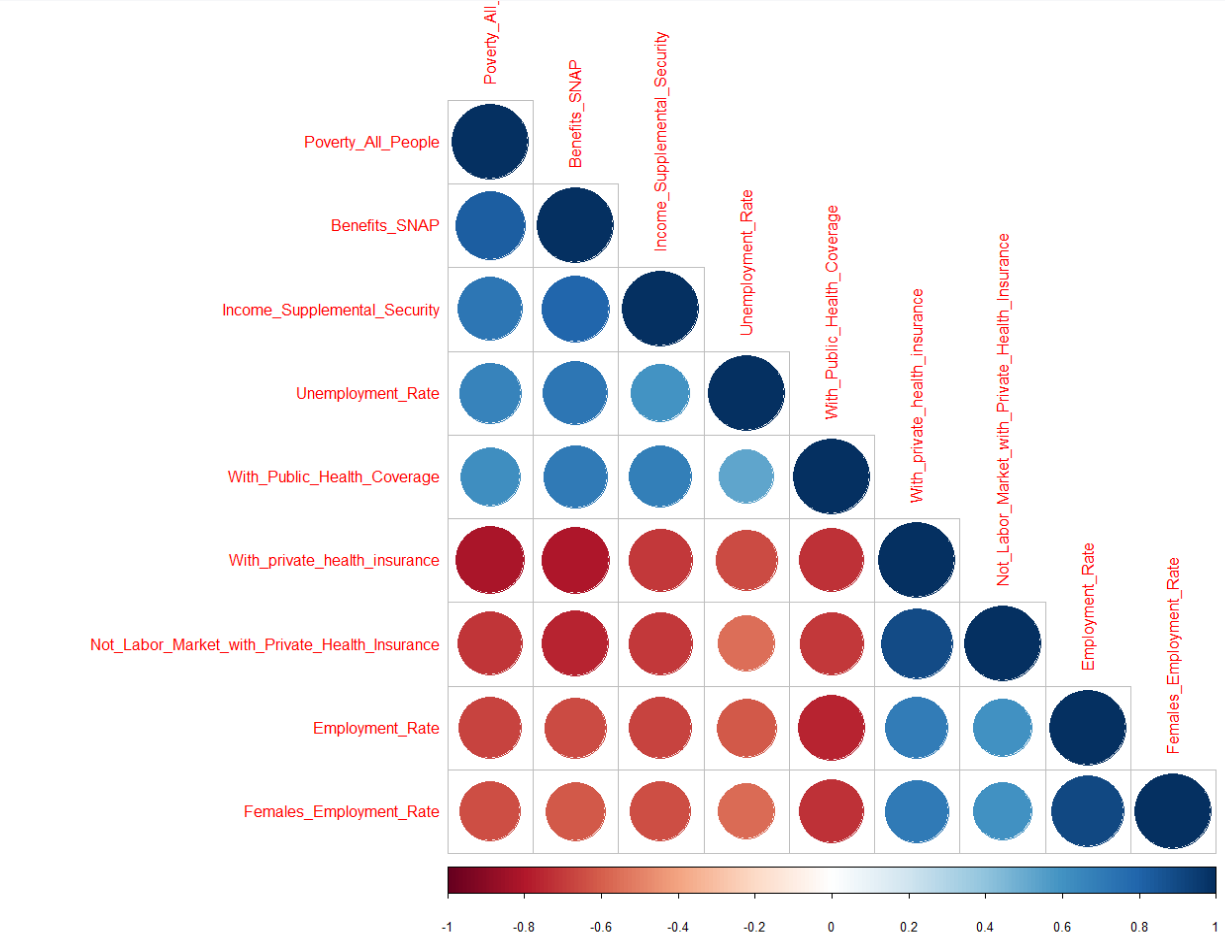 Poverty_All_
Benefits_SNAP
Income_Supplemental_Security
Unemployment_Rate
With_Public_Health_Coverage
With_private_health_insurance
Not_Labor_Market_with_Private_Health_Insurance
Employment_Rate
Females_Employment_Rate
Poverty_All_People
Benefits_SNAP
Income_Supplemental_Security
Unemployment_Rate
With_Public_Health_Coverage
With_private_health_insurance
Not_Labor_Market_with_Private_Health_Insurance
Employment_Rate
Females_Employment_Rate
-1 -0.8 -0.6 -0.4 -0.2 0 0.2 0.4 0.6 0.8 1